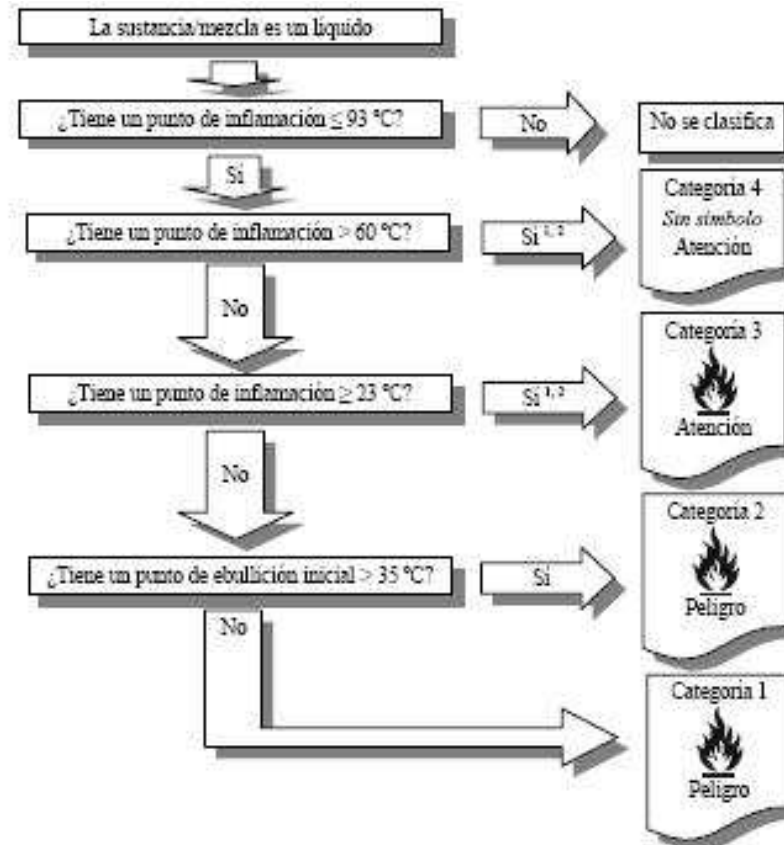 La sustancia/mezcla es un líquido
¿Tiene un punto de inflamación ≤ 93 °C?
No
No se clasifica
Sí
¿Tiene un punto de inflamación > 60 °C?
Sí 1, 2
Categoría 4
Sin símbolo
Atención
No
¿Tiene un punto de inflamación ≥ 23 °C?
Sí 1, 2
Categoría 3
Atención
No
¿Tiene un punto de ebullición inicial > 35 °C?
Sí
Categoría 2
Peligro
No
Categoría 1
Peligro